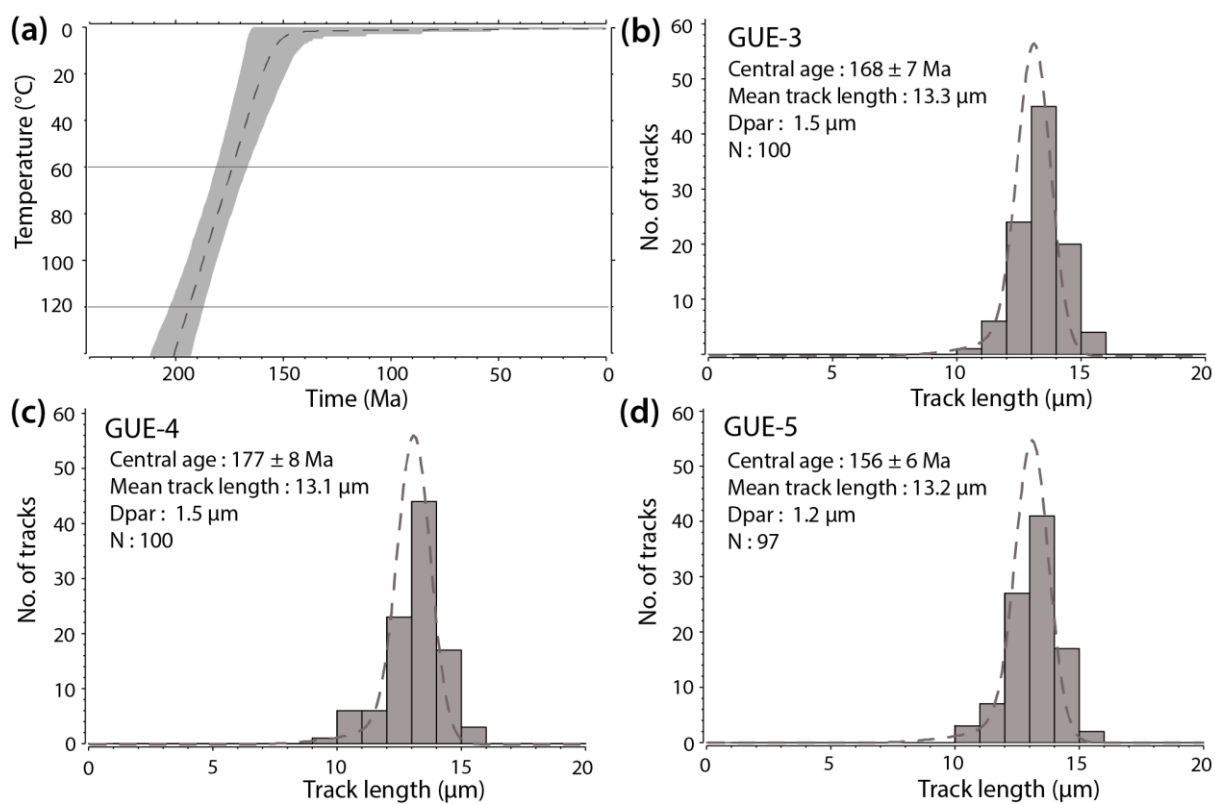 (a)
0
20
40
60
80
100
120
Temperature (°C)
200
150
100
50
0
Time (Ma)
(b)
60
50
40
30
20
10
No. of tracks
GUE-3
Central age : 168 ± 7 Ma
Mean track length : 13.3 µm
Dpar : 1.5 µm
N : 100
0
5
10
15
20
Track length (µm)
(c)
60
50
40
30
20
10
0
No. of tracks
GUE-4
Central age : 177 ± 8 Ma
Mean track length : 13.1 µm
Dpar : 1.5 µm
N : 100
0
5
10
15
20
Track length (µm)
(d)
60
50
40
30
20
10
0
No. of tracks
GUE-5
Central age : 156 ± 6 Ma
Mean track length : 13.2 µm
Dpar : 1.2 µm
N : 97
0
5
10
15
20
Track length (µm)